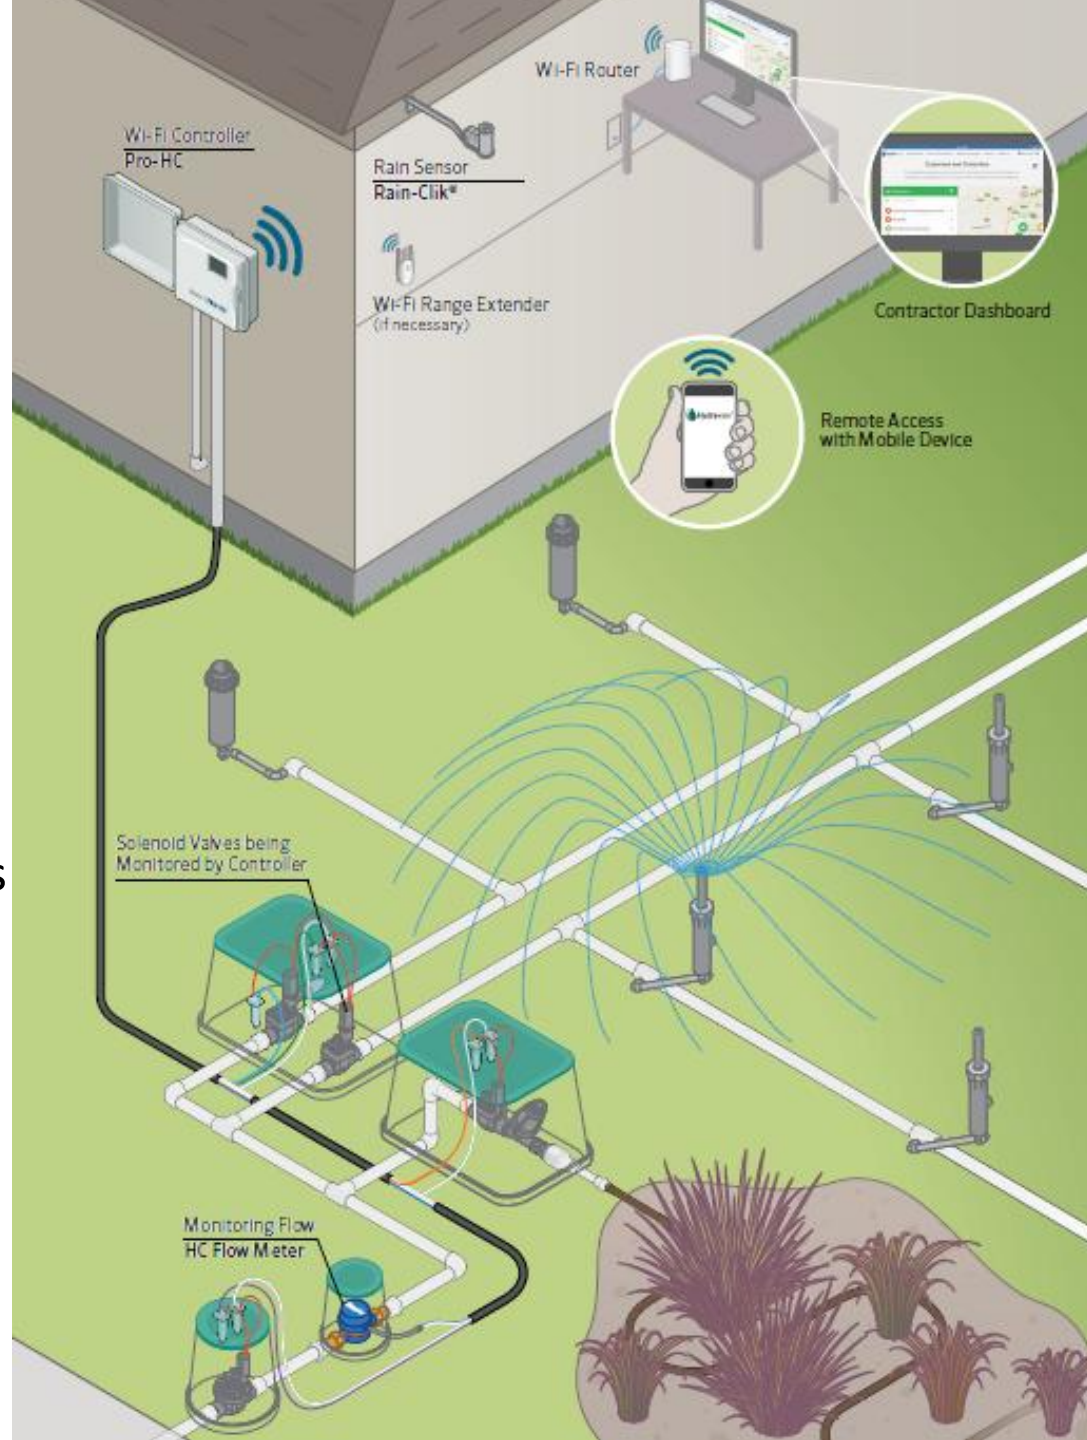 Wi-Fi Router
Wi-Fi Controller
Pro-HC
Rain Sensor
Rain-Clik®
Wi-Fi Range Extender
(if necessary)
Contractor Dashboard
Remote Access
with Mobile Device
s
Solenoid Valves being
Monitored by Controller
Monitoring Flow
HC Flow Meter